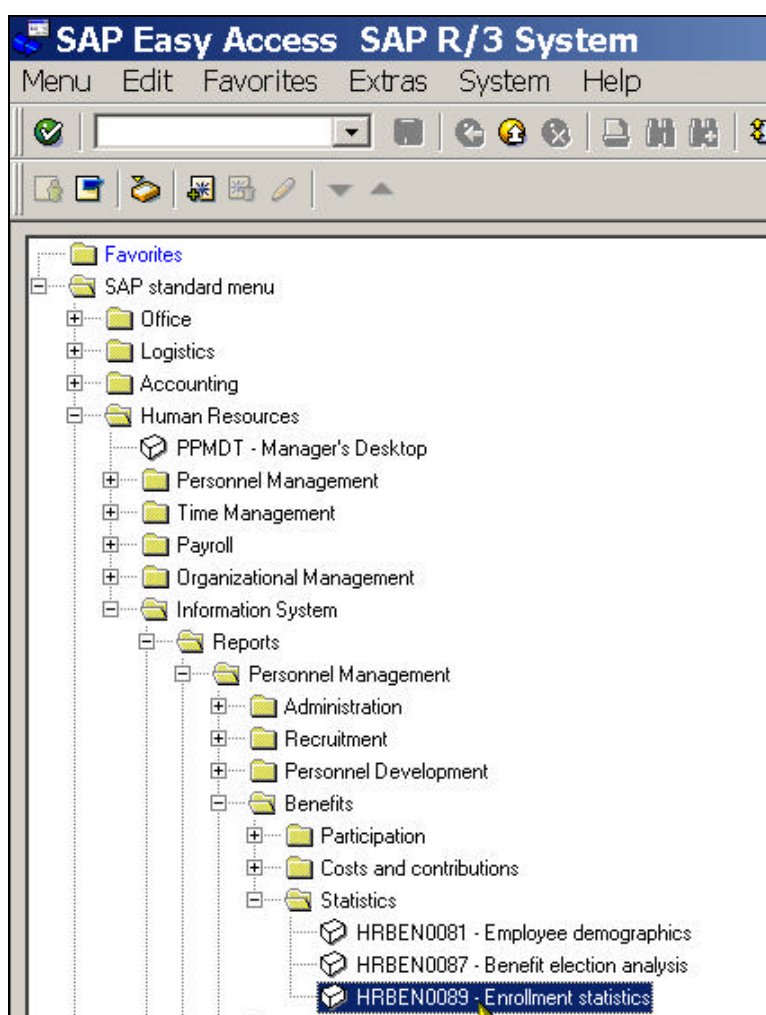 SAP Easy Access SAP R/3 System
Menu Edit Favorites Extras System Help
Favorites
SAP standard menu
Office
Logistics
Accounting
Human Resources
PPMDT - Manager's Desktop
Personnel Management
Time Management
Payroll
Organizational Management
Information System
Reports
Personnel Management
Administration
Recruitment
Personnel Development
Benefits
Participation
Costs and contributions
Statistics
HRBEN0081 - Employee demographics
HRBEN0087 - Benefit election analysis
HRBEN0089 - Enrollment statistics